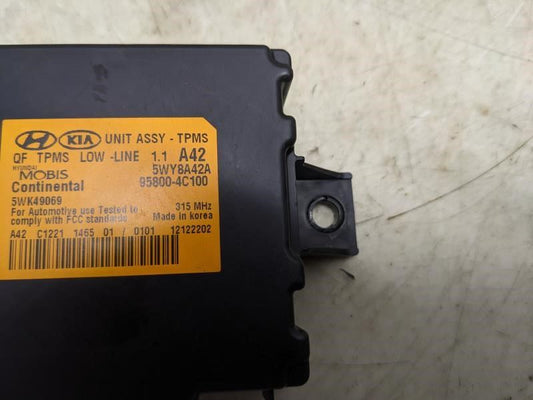 KIA UNIT ASSY - TPMS
QF TPMS LOW -LINE 1.1 A42
HYUNDAI MOBIS 5WY8A42A
Continental 95800-4C100
5WK49069
For Automotive use Tested to 315 MHz
comply with FCC standards Made in korea
A42 C1221 1465 01 / 0101 12122202